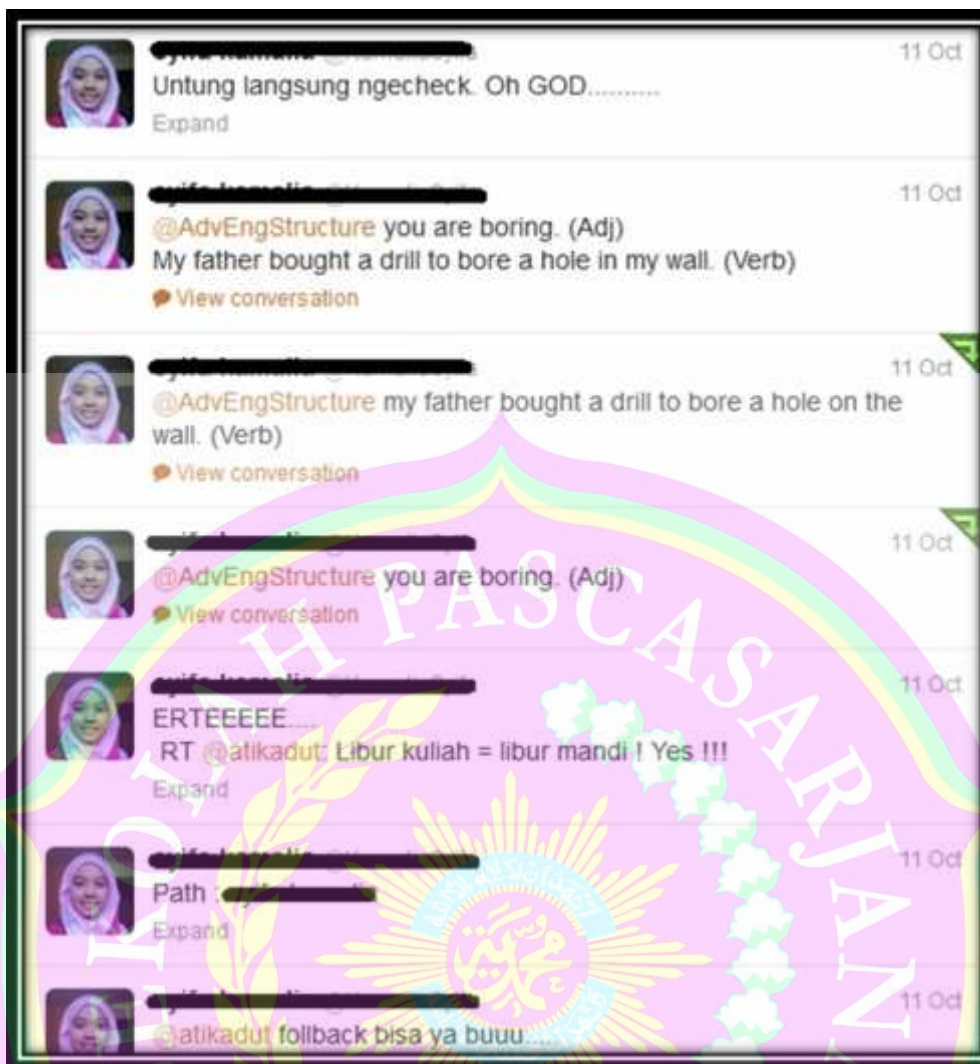 11 Oct
Untung langsung ngecheck. Oh GOD..........
Expand
11 Oct
@AdvEngStructure you are boring. (Adj)
My father bought a drill to bore a hole in my wall. (Verb)
View conversation
11 Oct
@AdvEngStructure my father bought a drill to bore a hole on the
wall. (Verb)
View conversation
11 Oct
@AdvEngStructure you are boring. (Adj)
View conversation
11 Oct
ERTEEEEE....
RT @atikadut: Libur kuliah = libur mandi ! Yes !!!
Expand
11 Oct
Path :
Expand
11 Oct
@atikadut follback bisa ya buuu.....
PASCASARJAN